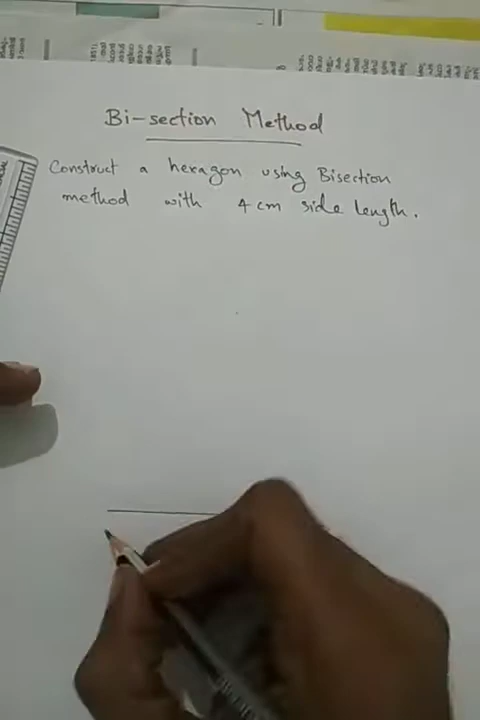 Bi-section Method
Construct a hexagon using Bisection
method with 4 cm side length.